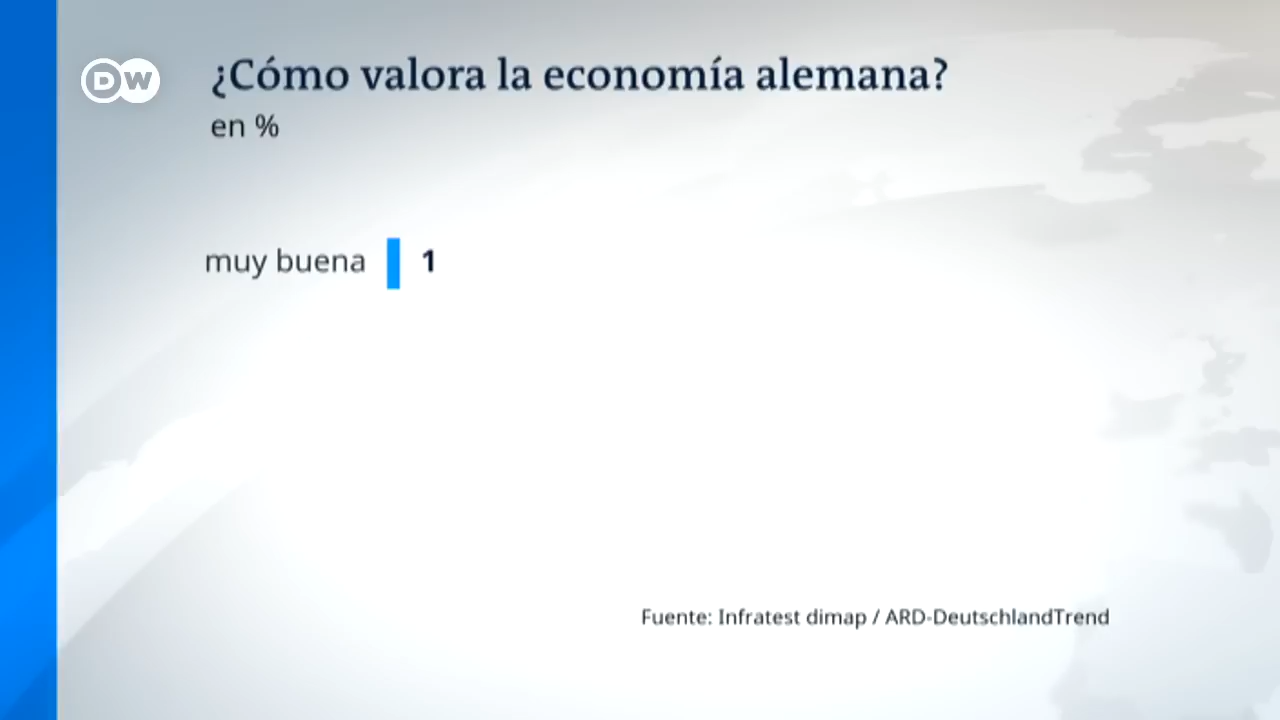 DW
¿Cómo valora la economía alemana?
en %
muy buena 1
Fuente: Infratest dimap / ARD-DeutschlandTrend